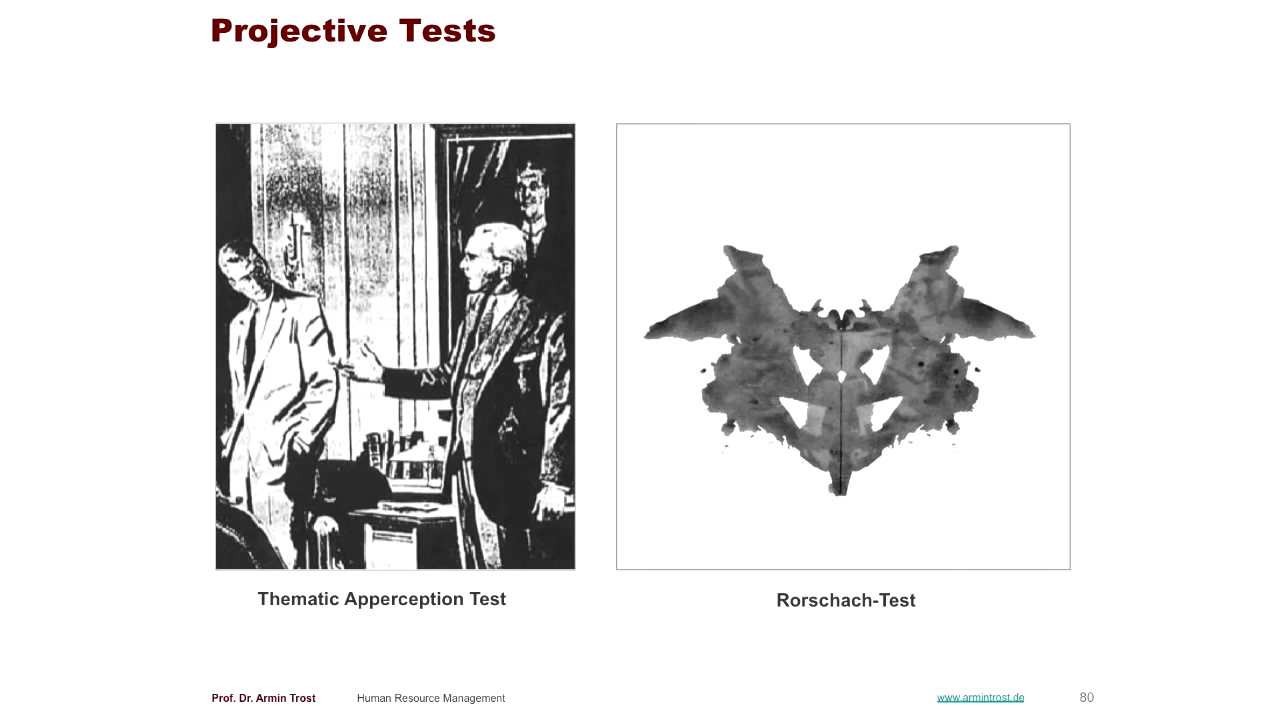 Projective Tests
Thematic Apperception Test
Rorschach-Test
Prof. Dr. Armin Trost
Human Resource Management
www.armintrost.de
80